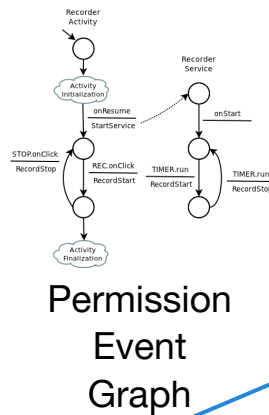 Recorder
Activity
Activity
Initialization
onResume
StartService
STOP.onClick
RecordStop
REC.onClick
RecordStart
Activity
Finalization
Recorder
Service
onStart
TIMER.run
RecordStart
TIMER.run
RecordStop
Permission
Event
Graph